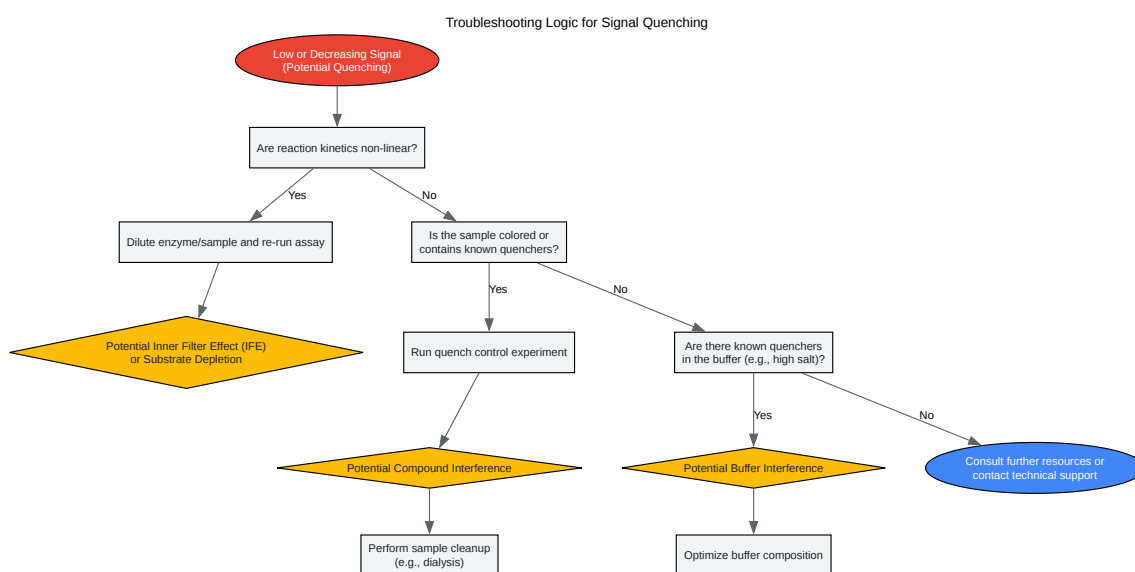 Troubleshooting Logic for Signal Quenching
Low or Decreasing Signal
(Potential Quenching)
Are reaction kinetics non-linear?
Yes
No
Dilute enzyme/sample and re-run assay
Is the sample colored or
contains known quenchers?
Yes
No
Potential Inner Filter Effect (IFE)
or Substrate Depletion
Run quench control experiment
Are there known quenchers
in the buffer (e.g., high salt)?
Yes
No
Potential Compound Interference
Potential Buffer Interference
Consult further resources or
contact technical support
Perform sample cleanup
(e.g., dialysis)
Optimize buffer composition